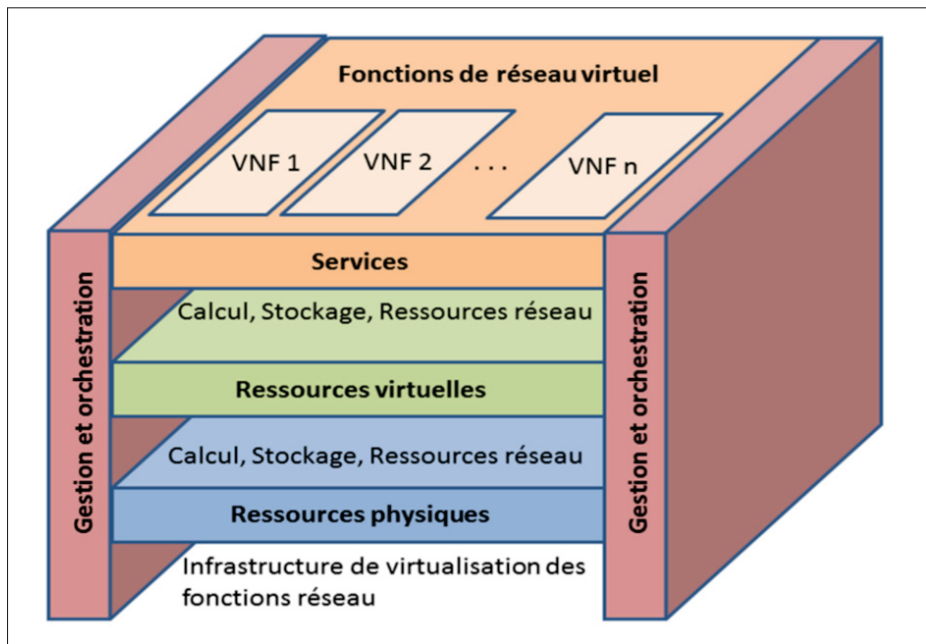 Fonctions de réseau virtuel
VNF 1
VNF 2
. . .
VNF n
Services
Calcul, Stockage, Ressources réseau
Ressources virtuelles
Calcul, Stockage, Ressources réseau
Ressources physiques
Infrastructure de virtualisation des
fonctions réseau
Gestion et orchestration
Gestion et orchestration